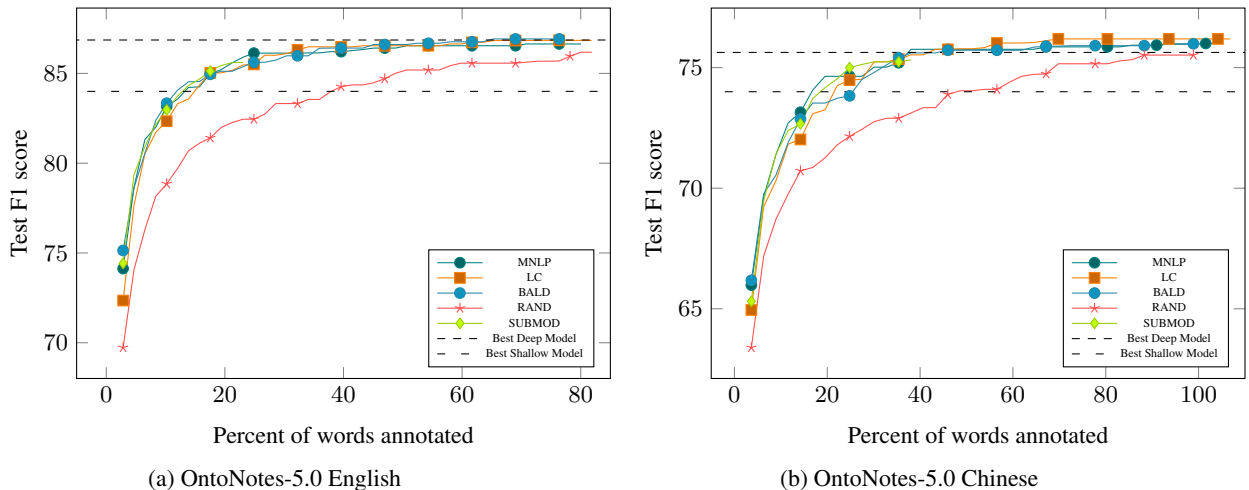 85
80
75
70
Test F1 score
0
20
40
60
80
Percent of words annotated
MNLP
LC
BALD
RAND
SUBMOD
Best Deep Model
Best Shallow Model
(a) OntoNotes-5.0 English
75
70
65
Test F1 score
0
20
40
60
80
100
Percent of words annotated
MNLP
LC
BALD
RAND
SUBMOD
Best Deep Model
Best Shallow Model
(b) OntoNotes-5.0 Chinese